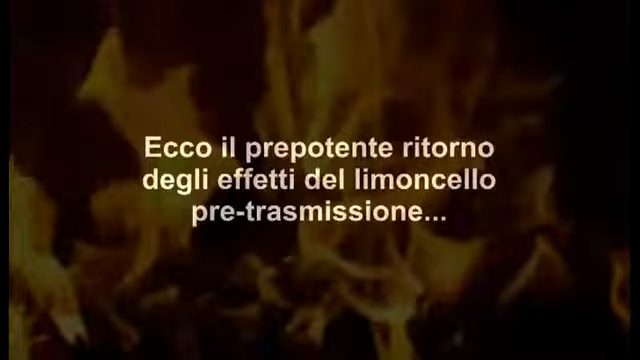 Ecco il prepotente ritorno
degli effetti del limoncello
pre-trasmissione...